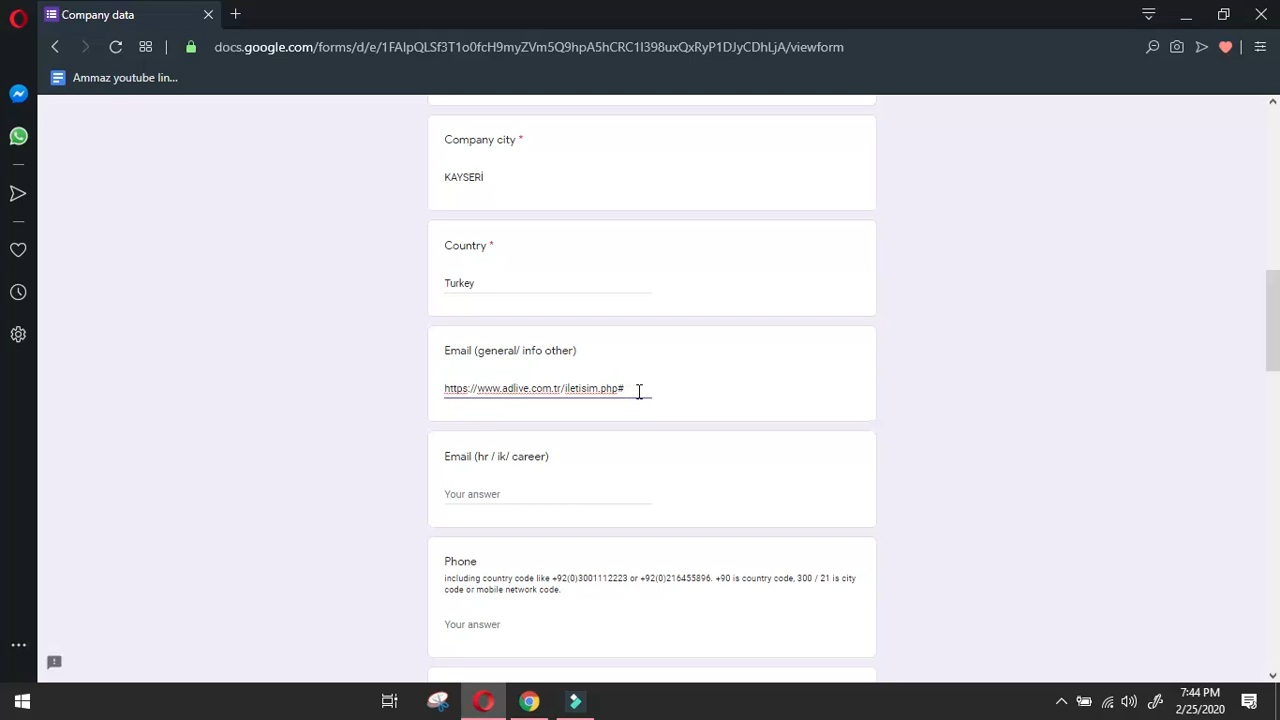 Company data
docs.google.com/forms/d/e/1FAIpQLSf3T1o0fcH9myZVm5Q9hpA5hCRC1I398uxQxRyP1DJyCDhLjA/viewform
Ammaz youtube lin...
Company city *
KAYSERİ
Country *
Turkey
Email (general/ info other)
https://www.adlive.com.tr/iletisim.php#
Email (hr / ik/ career)
Your answer
Phone
including country code like +92(0)3001112223 or +92(0)216455896. +90 is country code, 300 / 21 is city
code or mobile network code.
Your answer
7:44 PM
2/25/2020